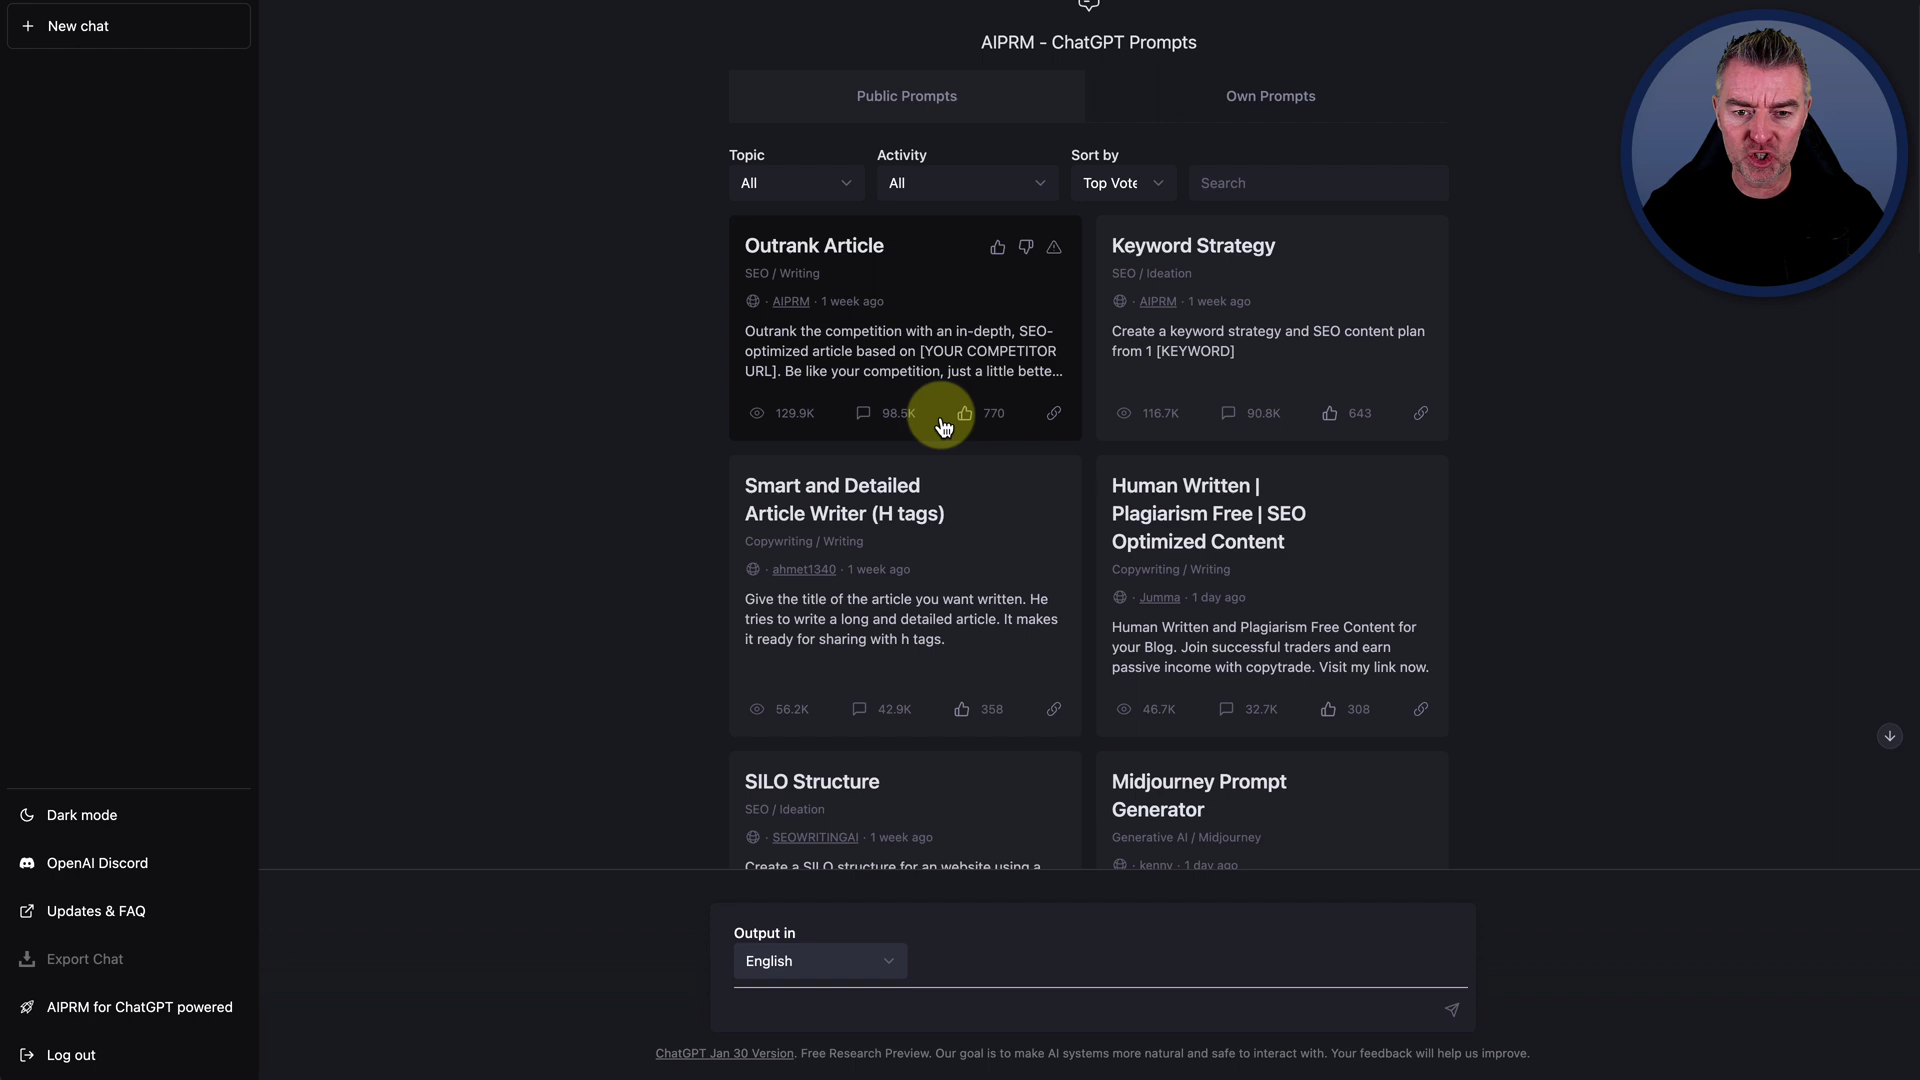 New chat
AIPRM - ChatGPT Prompts
Public Prompts
Own Prompts
Topic
Activity
Sort by
All
All
Top Vote
Search
Outrank Article
SEO / Writing
· AIPRM · 1 week ago
Outrank the competition with an in-depth, SEO-
optimized article based on [YOUR COMPETITOR
URL]. Be like your competition, just a little bette...
129.9K
98.5K
770
Keyword Strategy
SEO / Ideation
· AIPRM · 1 week ago
Create a keyword strategy and SEO content plan
from 1 [KEYWORD]
116.7K
90.8K
643
Smart and Detailed
Article Writer (H tags)
Copywriting / Writing
· ahmet1340 · 1 week ago
Give the title of the article you want written. He
tries to write a long and detailed article. It makes
it ready for sharing with h tags.
56.2K
42.9K
358
Human Written |
Plagiarism Free | SEO
Optimized Content
Copywriting / Writing
· Jumma · 1 day ago
Human Written and Plagiarism Free Content for
your Blog. Join successful traders and earn
passive income with copytrade. Visit my link now.
46.7K
32.7K
308
SILO Structure
SEO / Ideation
· SEOWRITINGAI · 1 week ago
Create a SILO structure for an website using a
Midjourney Prompt
Generator
Generative AI / Midjourney
· kenny · 1 day ago
Dark mode
OpenAI Discord
Updates & FAQ
Export Chat
AIPRM for ChatGPT powered
Log out
Output in
English
ChatGPT Jan 30 Version. Free Research Preview. Our goal is to make AI systems more natural and safe to interact with. Your feedback will help us improve.